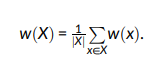 w(X) = 1/|X| ∑x∈X w(x).